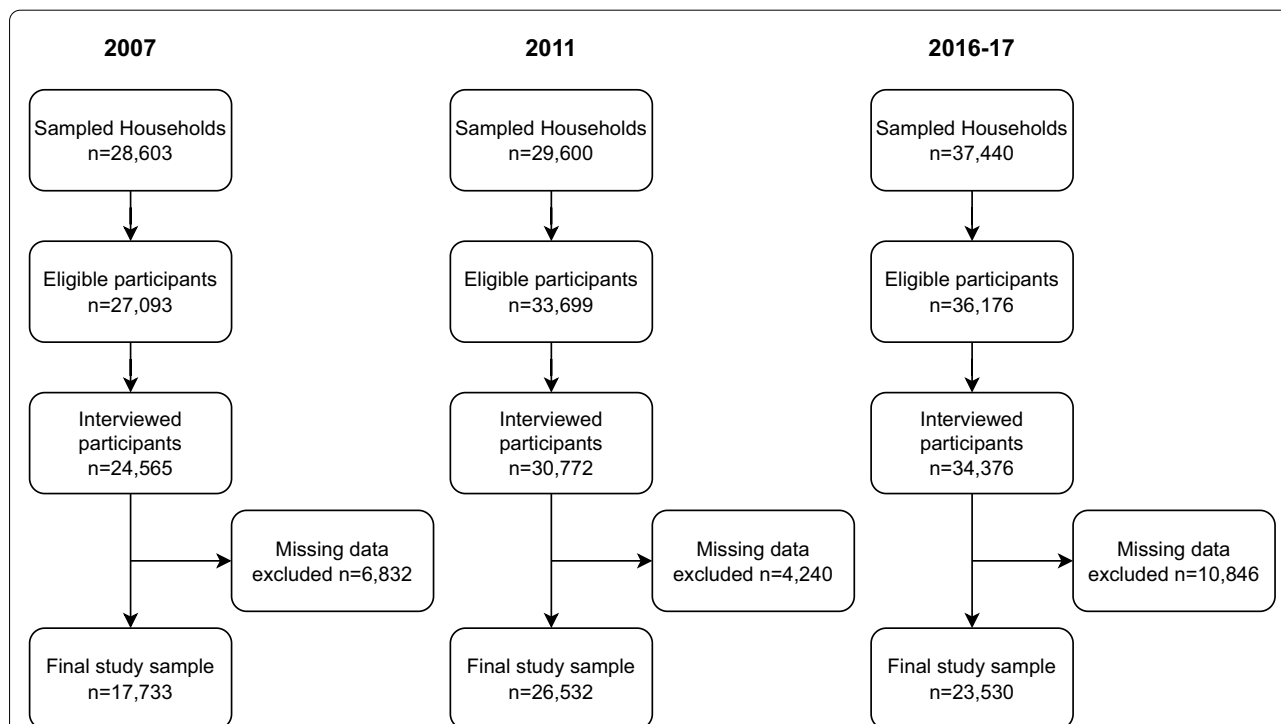 2007
Sampled Households
n=28,603
Eligible participants
n=27,093
Interviewed
participants
n=24,565
Missing data
excluded n=6,832
Final study sample
n=17,733
2011
Sampled Households
n=29,600
Eligible participants
n=33,699
Interviewed
participants
n=30,772
Missing data
excluded n=4,240
Final study sample
n=26,532
2016-17
Sampled Households
n=37,440
Eligible participants
n=36,176
Interviewed
participants
n=34,376
Missing data
excluded n=10,846
Final study sample
n=23,530